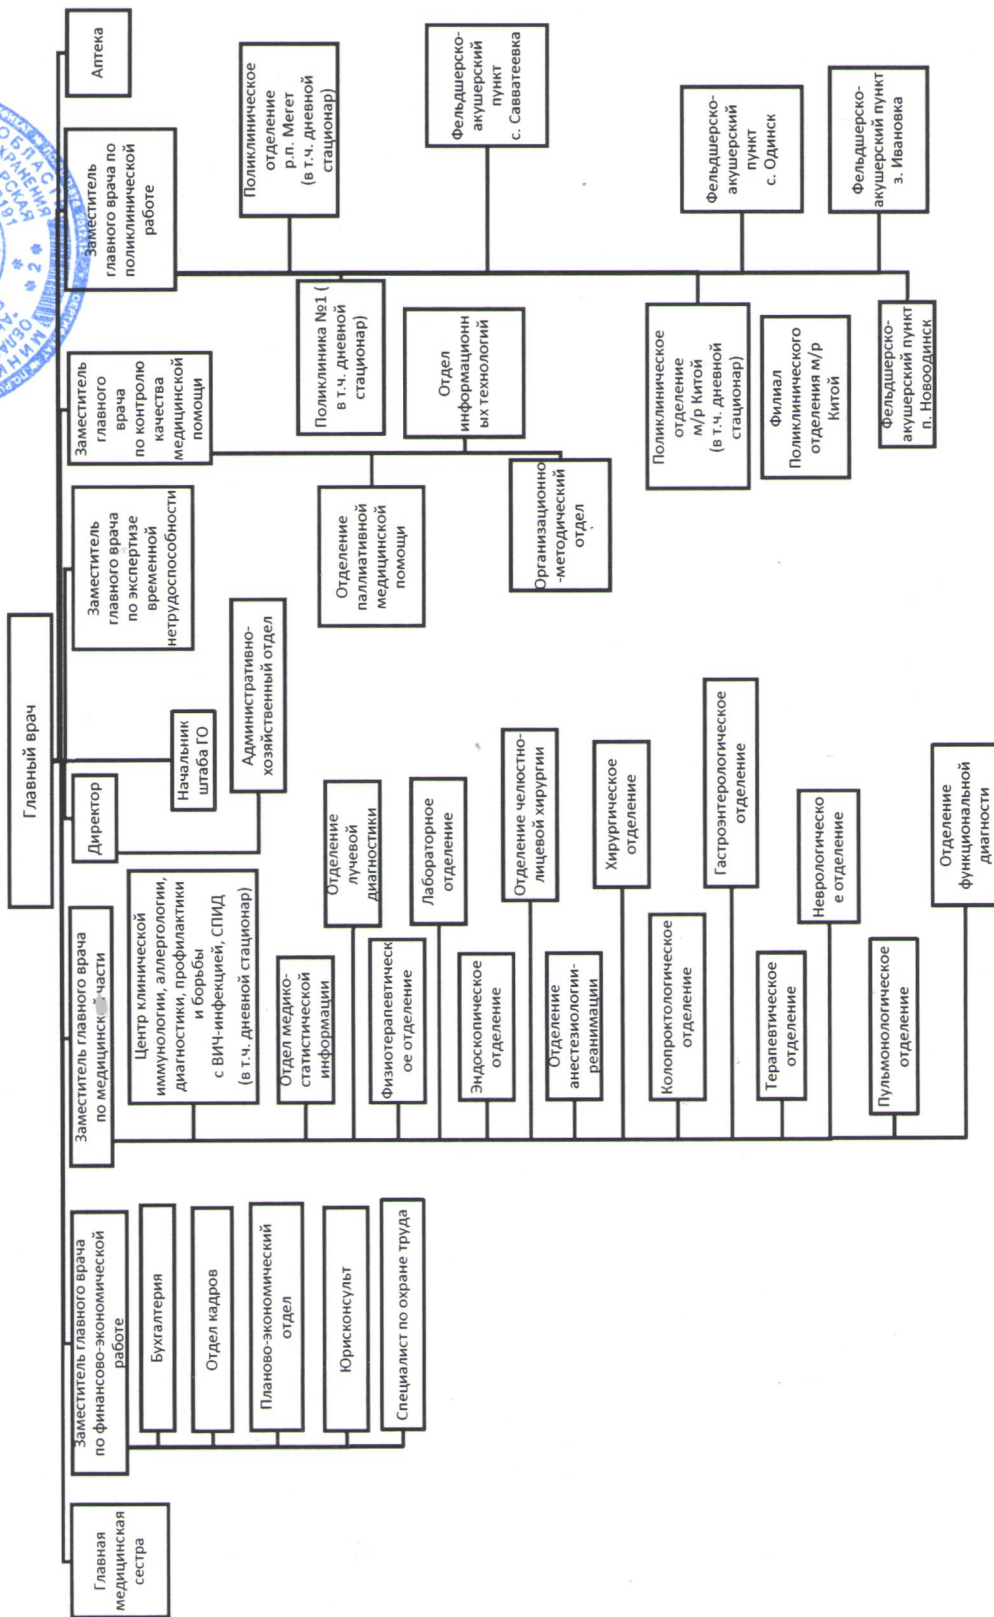 Главный врач
Главная
медицинская
сестра
Заместитель главного врача
по финансово-экономической
работе
Бухгалтерия
Отдел кадров
Планово-экономический
отдел
Юрисконсульт
Специалист по охране труда
Заместитель главного врача
по медицинской части
Центр клинической
иммунологии, аллергологии,
диагностики, профилактики
и борьбы
с ВИЧ-инфекцией, СПИД
(в т.ч. дневной стационар)
Отдел медико-
статистической
информации
Отделение
лучевой
диагностики
Физиотерапевтическ
ое отделение
Лабораторное
отделение
Эндоскопическое
отделение
Отделение челюстно-
лицевой хирургии
Отделение
анестезиологии-
реанимации
Хирургическое
отделение
Колопроктологическое
отделение
Гастроэнтерологическое
отделение
Терапевтическое
отделение
Неврологическо
е отделение
Пульмонологическое
отделение
Отделение
функциональной
диагности
Директор
Административно-
хозяйственный отдел
Начальник
штаба ГО
Заместитель
главного врача
по экспертизе
временной
нетрудоспособности
Заместитель
главного
врача
по контролю
качества
медицинской
помощи
Отделение
паллиативной
медицинской
помощи
Отдел
информационн
ых технологий
Организационно
-методический
отдел
Заместитель
главного врача по
поликлинической
работе
Поликлиническое
отделение
р.п. Мегет
(в т.ч. дневной
стационар)
Поликлиника №1 (
в т.ч. дневной
стационар)
Фельдшерско-
акушерский
пункт
с. Савватеевка
Поликлиническое
отделение
м/р Китой
(в т.ч. дневной
стационар)
Фельдшерско-
акушерский
пункт
с. Одинск
Филиал
Поликлинического
отделения м/р
Китой
Фельдшерско-
акушерский пункт
з. Ивановка
Фельдшерско-
акушерский пункт
п. Новоодинск
Аптека